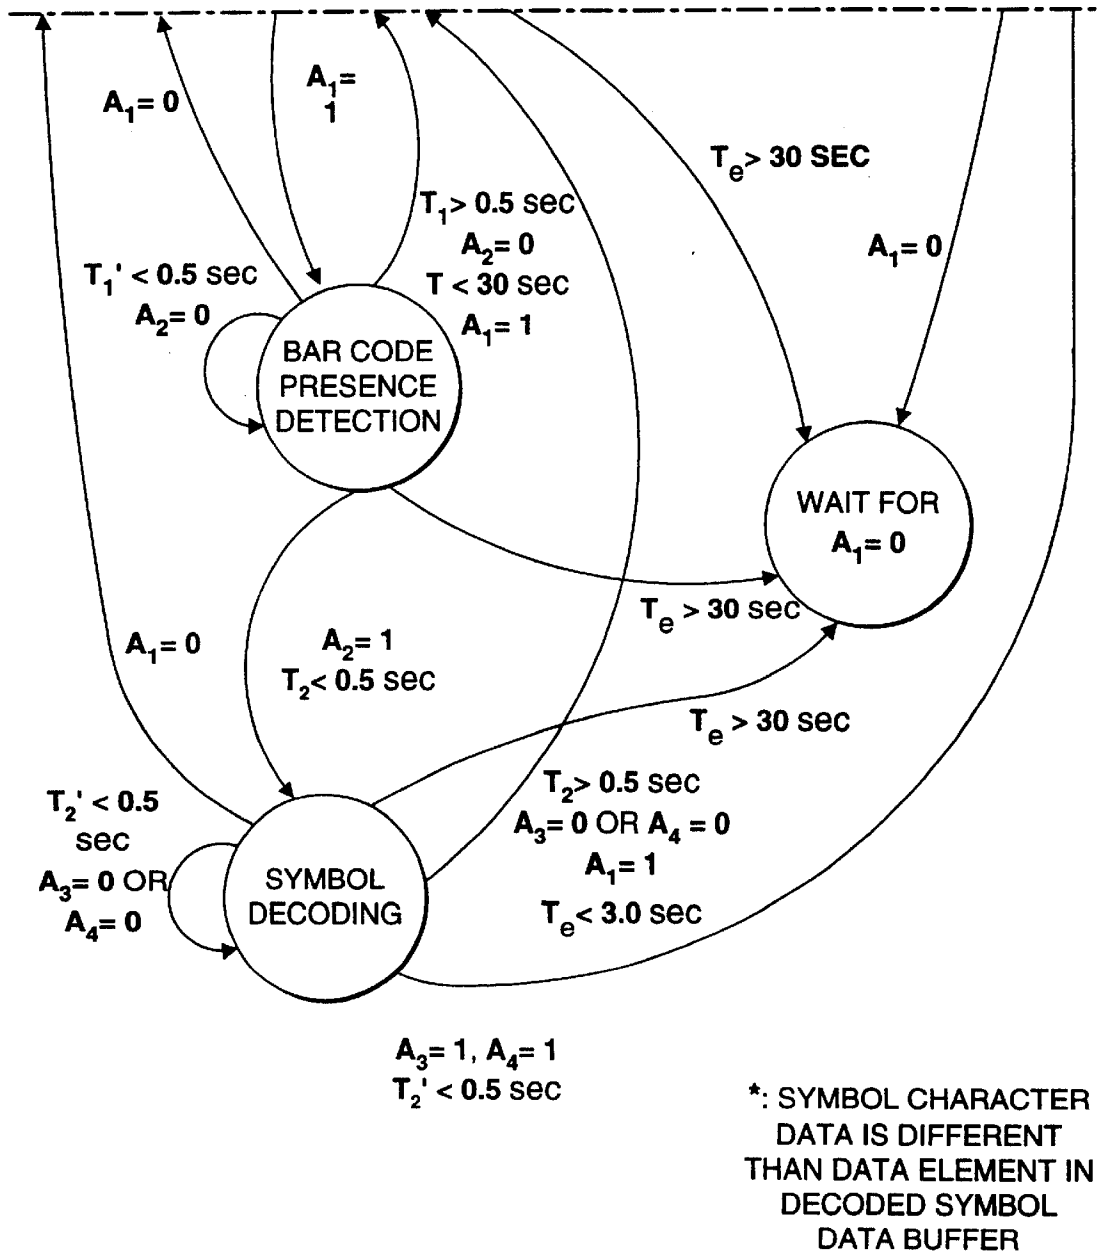 A₁= 0
A₁=
1
Tₑ> 30 SEC
A₁= 0
T₁> 0.5 sec
A₂= 0
T < 30 sec
A₁= 1
T₁' < 0.5 sec
A₂= 0
BAR CODE
PRESENCE
DETECTION
WAIT FOR
A₁= 0
Tₑ > 30 sec
A₁= 0
A₂= 1
T₂< 0.5 sec
Tₑ > 30 sec
T₂' < 0.5
sec
A₃= 0 OR
A₄= 0
SYMBOL
DECODING
T₂> 0.5 sec
A₃= 0 OR A₄ = 0
A₁= 1
Tₑ< 3.0 sec
A₃= 1, A₄= 1
T₂' < 0.5 sec
*: SYMBOL CHARACTER
DATA IS DIFFERENT
THAN DATA ELEMENT IN
DECODED SYMBOL
DATA BUFFER